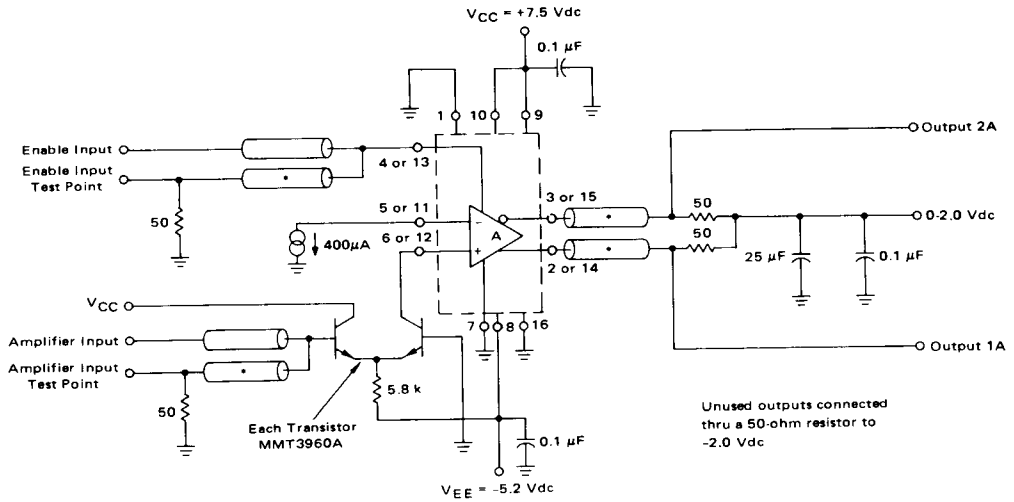 V_CC = +7.5 Vdc
0.1 μF
1
10
9
Enable Input
4 or 13
Enable Input
Test Point
50
5 or 11
400μA
6 or 12
A
-
+
3 or 15
2 or 14
50
50
Output 2A
0-2.0 Vdc
25 μF
0.1 μF
Output 1A
7
8
16
V_CC
Amplifier Input
Amplifier Input
Test Point
50
5.8 k
Each Transistor
MMT3960A
0.1 μF
V_EE = -5.2 Vdc
Unused outputs connected
thru a 50-ohm resistor to
-2.0 Vdc